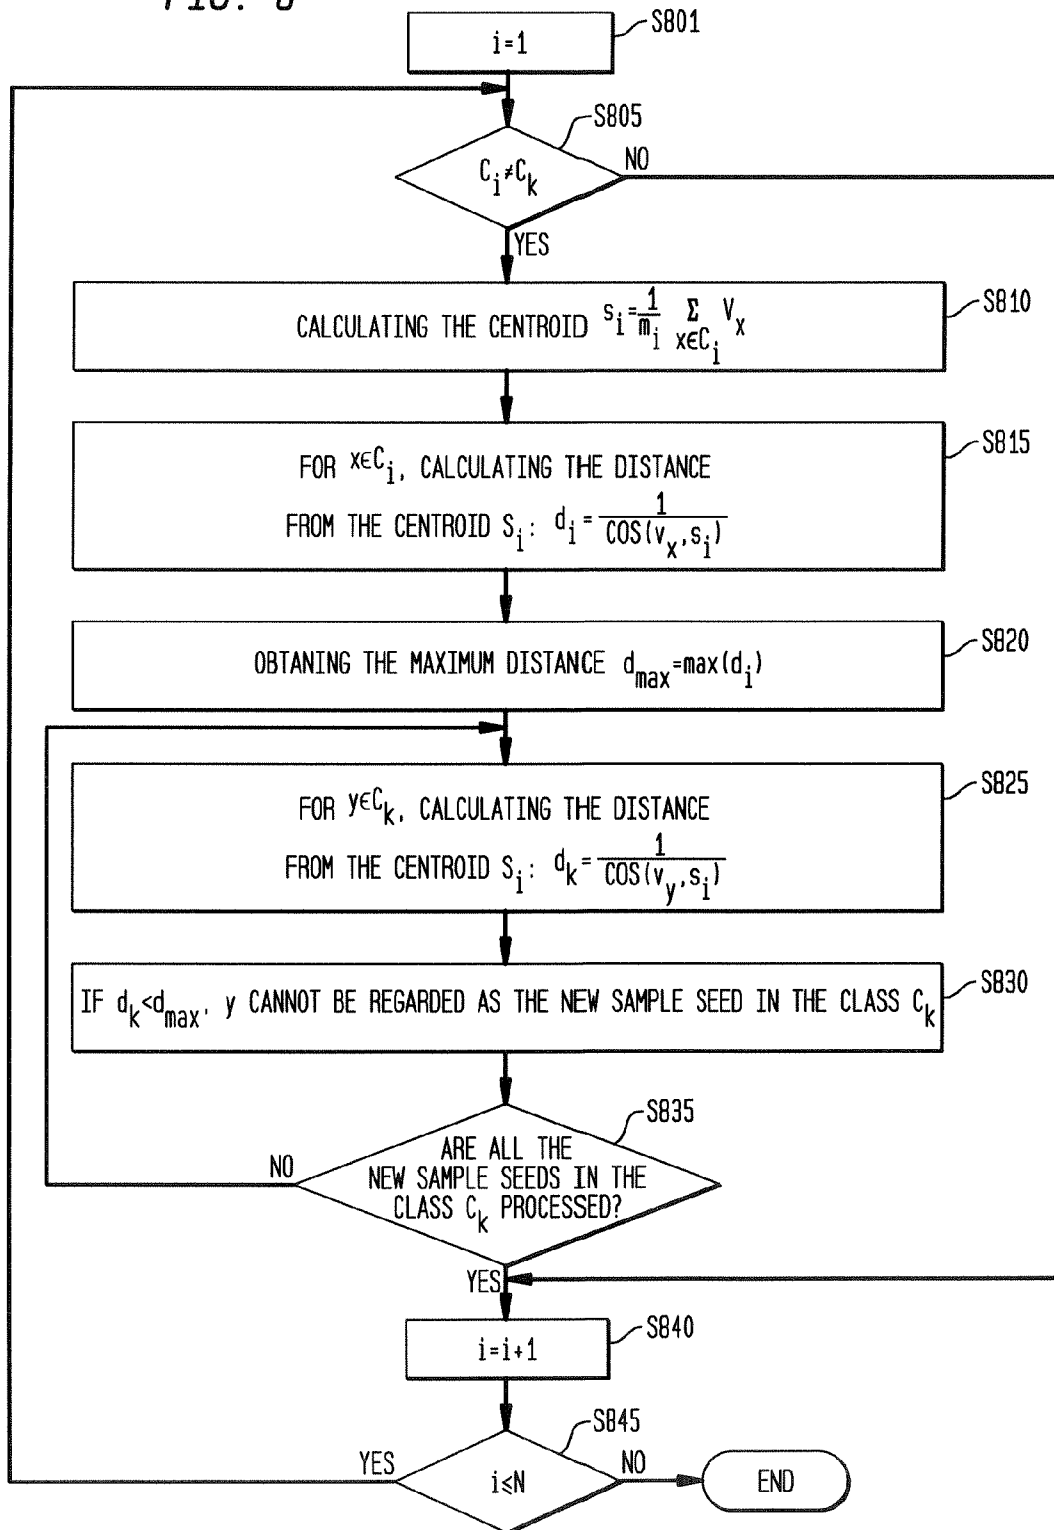 FIG. 8
i=1
S801
S805
C_i≠C_k
NO
YES
CALCULATING THE CENTROID s_i=1/m_i Σ x∈C_i V_x
S810
FOR x∈C_i, CALCULATING THE DISTANCE
FROM THE CENTROID S_i: d_i=1/COS(v_x,s_i)
S815
OBTANING THE MAXIMUM DISTANCE d_max=max(d_i)
S820
FOR y∈C_k, CALCULATING THE DISTANCE
FROM THE CENTROID S_i: d_k=1/COS(v_y,s_i)
S825
IF d_k<d_max, y CANNOT BE REGARDED AS THE NEW SAMPLE SEED IN THE CLASS C_k
S830
S835
ARE ALL THE
NEW SAMPLE SEEDS IN THE
CLASS C_k PROCESSED?
NO
YES
i=i+1
S840
S845
i≤N
YES
NO
END